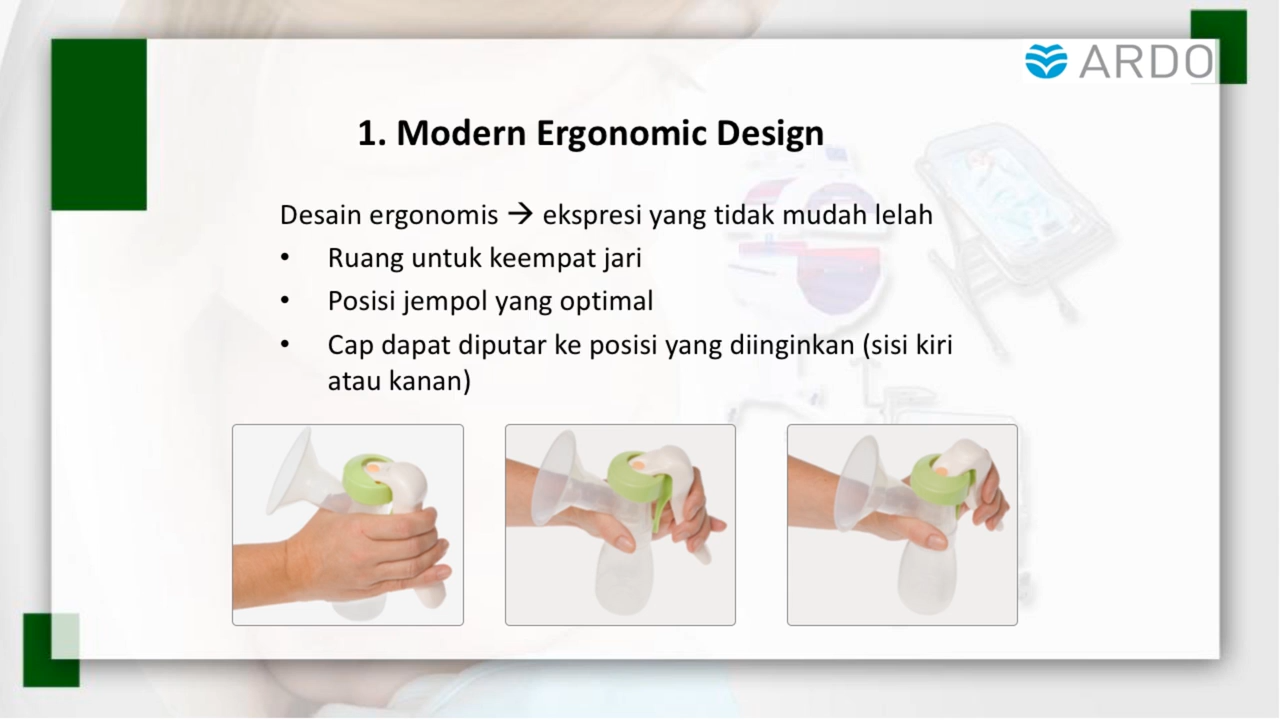 ARDO
1. Modern Ergonomic Design
Desain ergonomis → ekspresi yang tidak mudah lelah
• Ruang untuk keempat jari
• Posisi jempol yang optimal
• Cap dapat diputar ke posisi yang diinginkan (sisi kiri
atau kanan)